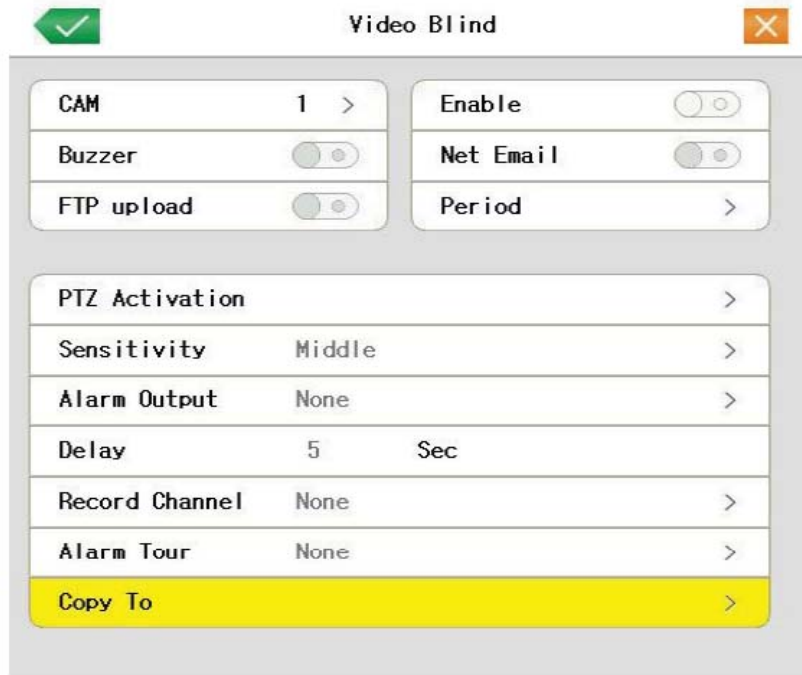 Video Blind
CAM 1 >
Enable
Buzzer
Net Email
FTP upload
Period >
PTZ Activation >
Sensitivity Middle >
Alarm Output None >
Delay 5 Sec
Record Channel None >
Alarm Tour None >
Copy To >